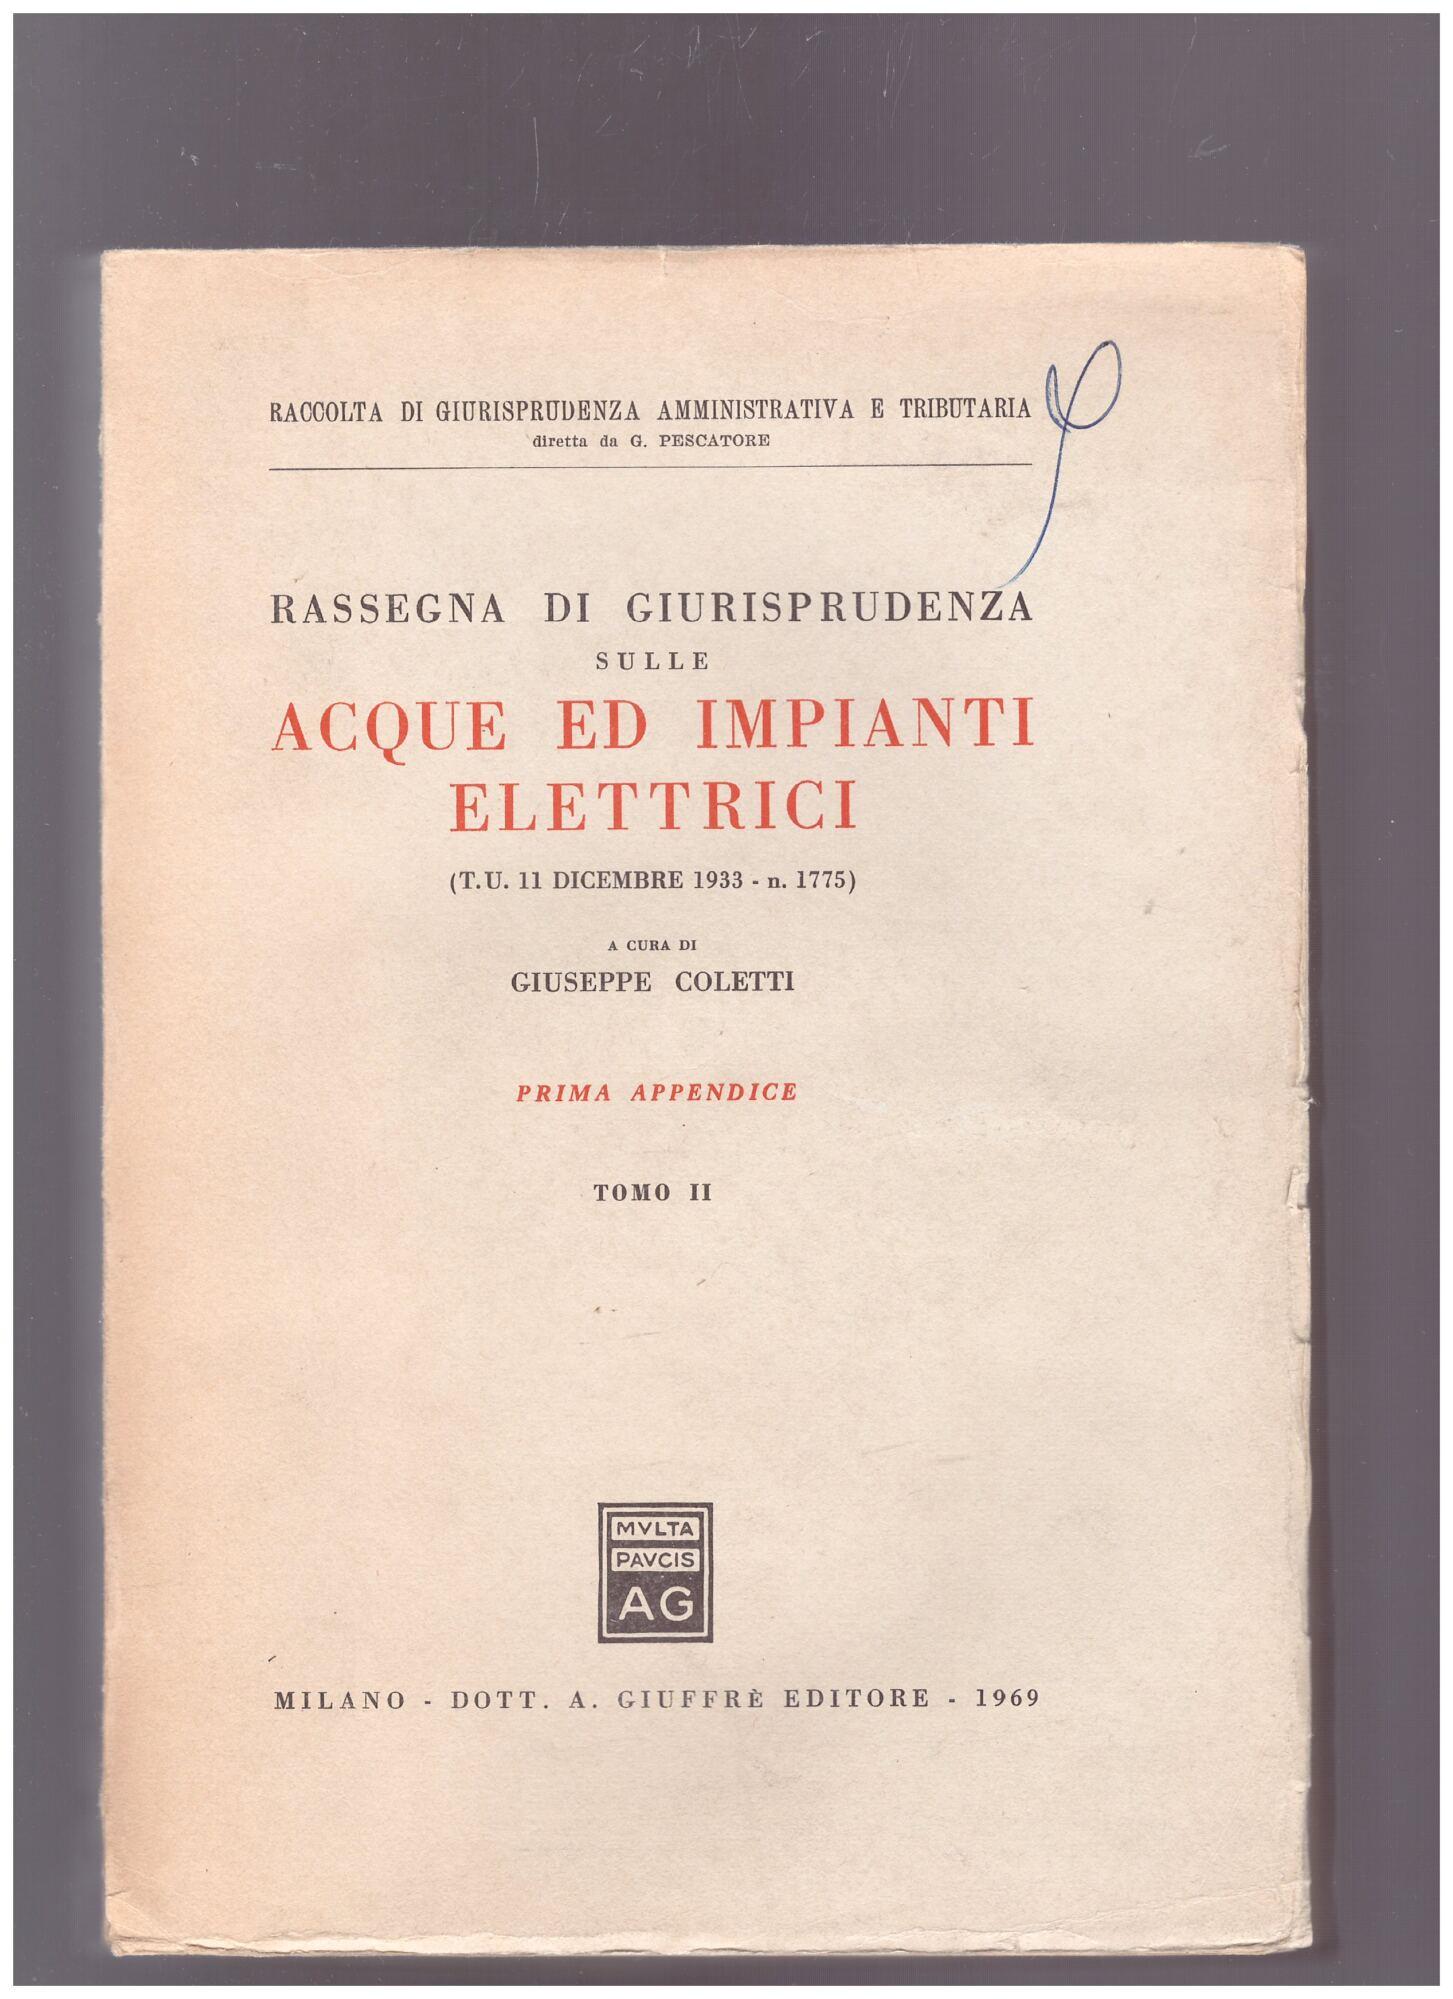 RACCOLTA DI GIURISPRUDENZA AMMINISTRATIVA E TRIBUTARIA
diretta da G. PESCATORE
RASSEGNA DI GIURISPRUDENZA
SULLE
ACQUE ED IMPIANTI
ELETTRICI
(T.U. 11 DICEMBRE 1933 - n. 1775)
A CURA DI
GIUSEPPE COLETTI
PRIMA APPENDICE
TOMO II
MVLTA
PAVCIS
AG
MILANO - DOTT. A. GIUFFRÈ EDITORE - 1969